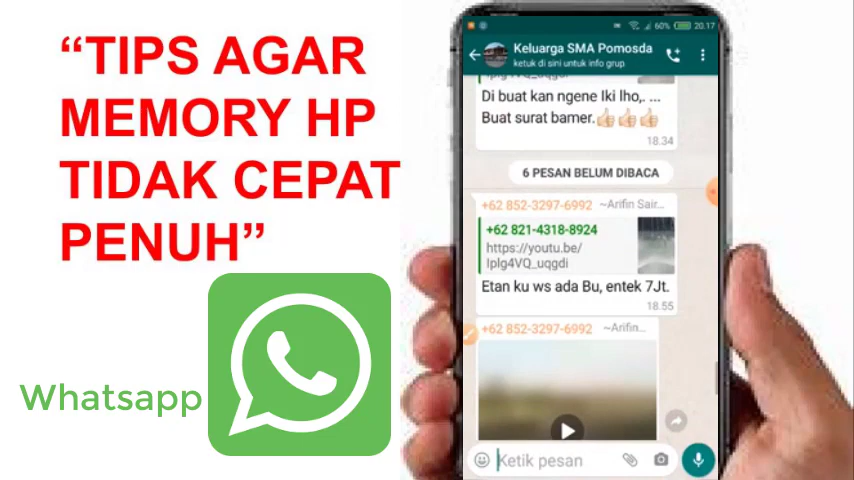 “TIPS AGAR
MEMORY HP
TIDAK CEPAT
PENUH”
Whatsapp
60% 20.17
Keluarga SMA Pomosda
ketuk di sini untuk info grup
Iplg4VQ_uqgdi
Di buat kan ngene Iki lho,. ...
Buat surat bamer.👍🏻👍🏻👍🏻
18.34
6 PESAN BELUM DIBACA
+62 852-3297-6992 ~Arifin Sair...
+62 821-4318-8924
https://youtu.be/
Iplg4VQ_uqgdi
Etan ku ws ada Bu, entek 7Jt.
18.55
+62 852-3297-6992 ~Arifin...
Ketik pesan